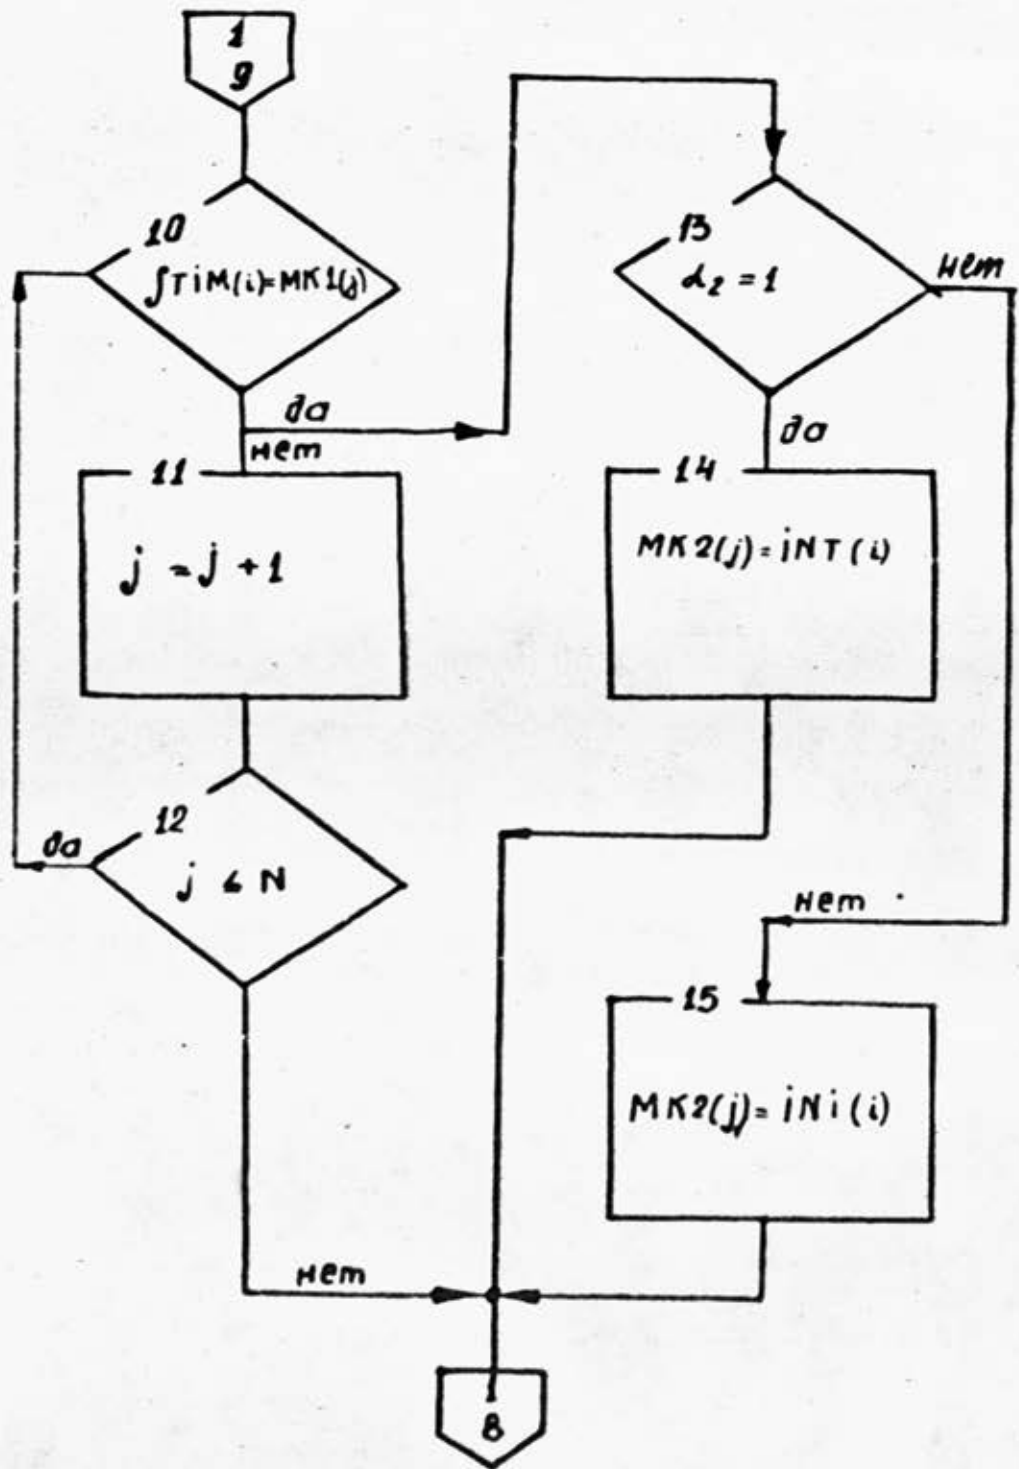 1
9
10
∫TiM(i)=MK1(j)
да
нет
11
j = j + 1
12
да
j ≤ N
нет
13
α₂ = 1
нет
да
14
MK2(j)=iNT(i)
нет
15
MK2(j)=iNi(i)
8